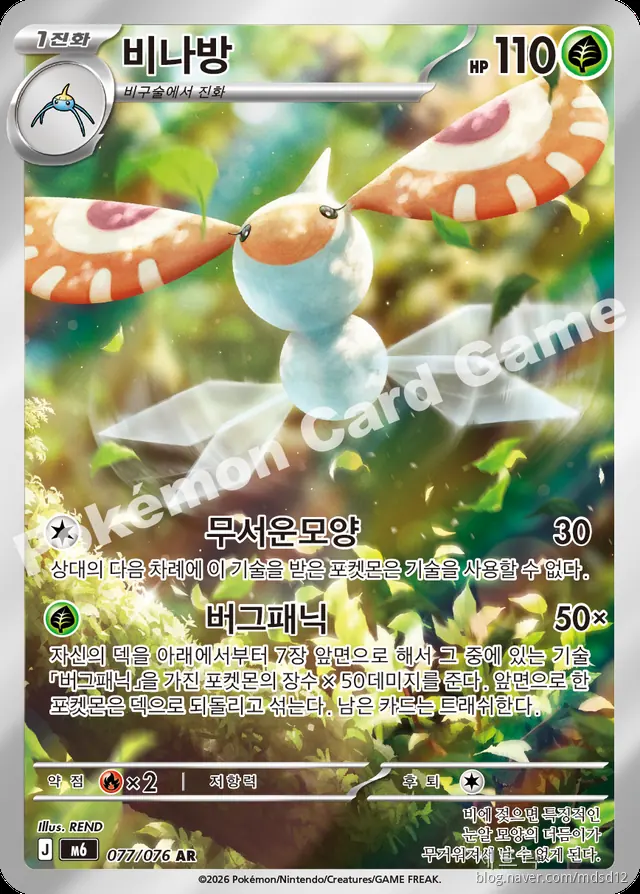 1진화
비나방
HP 110
비구술에서 진화
Pokémon Card Game
무서운모양 30
상대의 다음 차례에 이 기술을 받은 포켓몬은 기술을 사용할 수 없다.
버그패닉 50×
자신의 덱을 아래에서부터 7장 앞면으로 해서 그 중에 있는 기술
「버그패닉」을 가진 포켓몬의 장수 × 50데미지를 준다. 앞면으로 한
포켓몬은 덱으로 되돌리고 섞는다. 남은 카드는 트래쉬한다.
약점 ×2 저항력 후퇴
Illus. REND
J M6 077/076 AR
비에 젖으면 특징적인
눈알 모양의 더듬이가
무거워져서 날 수 없게 된다.
blog.naver.com/mdsd12
©2026 Pokémon/Nintendo/Creatures/GAME FREAK.